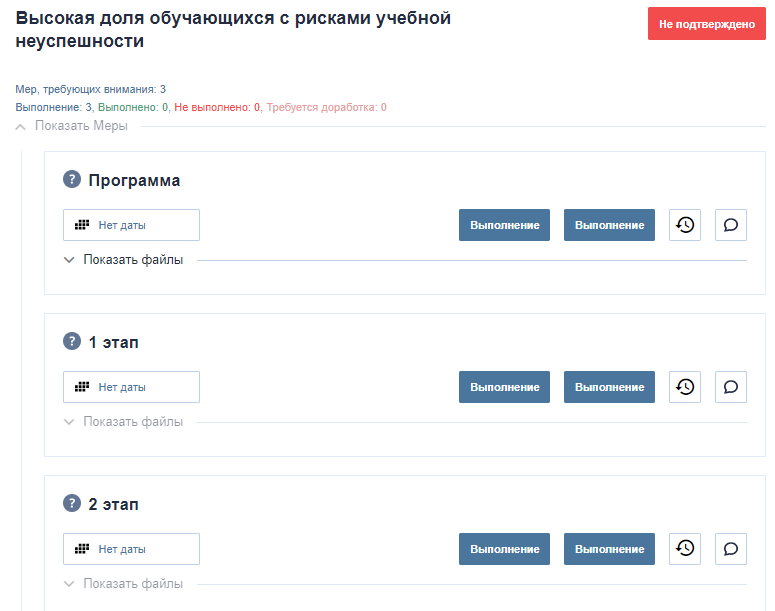 Высокая доля обучающихся с рисками учебной
неуспешности
Не подтверждено
Мер, требующих внимания: 3
Выполнение: 3, Выполнено: 0, Не выполнено: 0, Требуется доработка: 0
Показать Меры
? Программа
Нет даты Выполнение Выполнение
Показать файлы
? 1 этап
Нет даты Выполнение Выполнение
Показать файлы
? 2 этап
Нет даты Выполнение Выполнение
Показать файлы